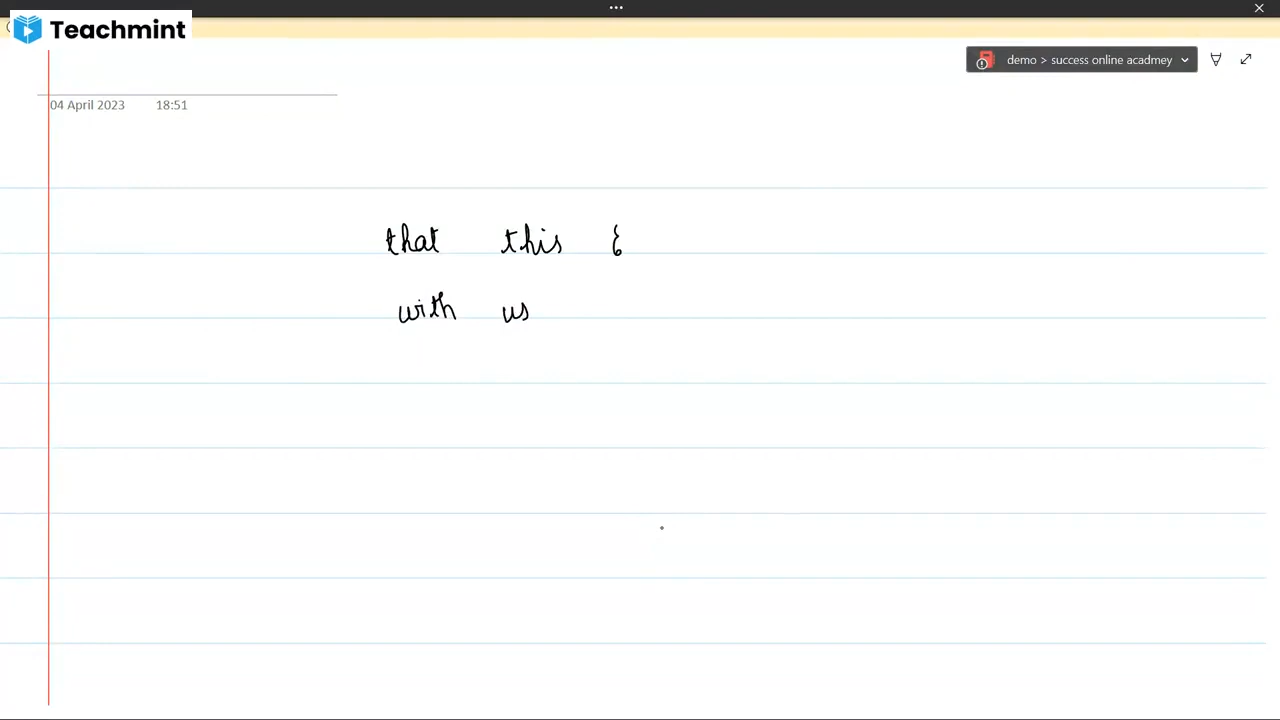 Teachmint
demo > success online acadmey
04 April 2023 18:51
that this
with us